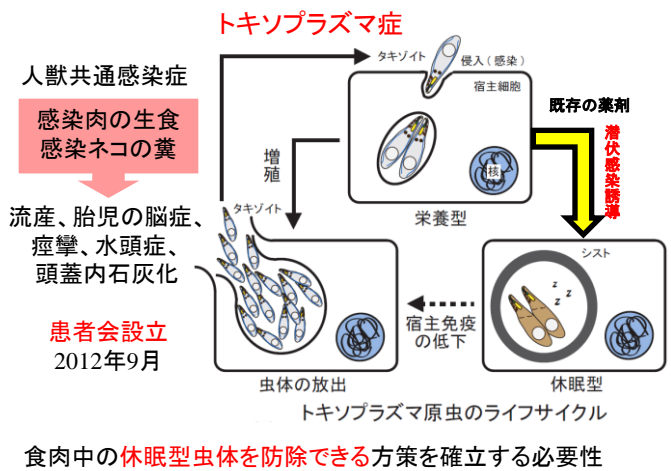 トキソプラズマ症
人獣共通感染症
感染肉の生食
感染ネコの糞
流産、胎児の脳症、
痙攣、水頭症、
頭蓋内石灰化
患者会設立
2012年9月
タキゾイト
侵入(感染)
宿主細胞
核
栄養型
増殖
既存の薬剤
潜伏感染誘導
タキゾイト
虫体の放出
宿主免疫
の低下
シスト
z
z
z
休眠型
トキソプラズマ原虫のライフサイクル
食肉中の休眠型虫体を防除できる方策を確立する必要性